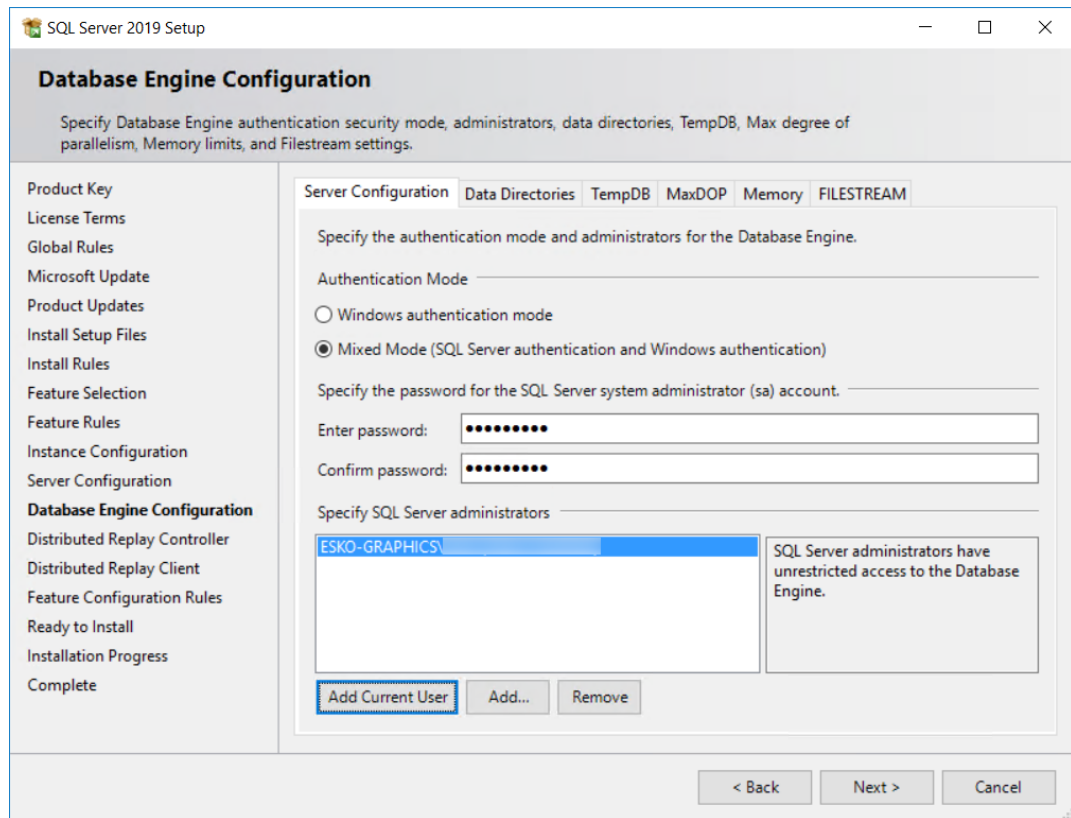 SQL Server 2019 Setup
Database Engine Configuration
Specify Database Engine authentication security mode, administrators, data directories, TempDB, Max degree of
parallelism, Memory limits, and Filestream settings.
Product Key
License Terms
Global Rules
Microsoft Update
Product Updates
Install Setup Files
Install Rules
Feature Selection
Feature Rules
Instance Configuration
Server Configuration
Database Engine Configuration
Distributed Replay Controller
Distributed Replay Client
Feature Configuration Rules
Ready to Install
Installation Progress
Complete
Server Configuration Data Directories TempDB MaxDOP Memory FILESTREAM
Specify the authentication mode and administrators for the Database Engine.
Authentication Mode
Windows authentication mode
Mixed Mode (SQL Server authentication and Windows authentication)
Specify the password for the SQL Server system administrator (sa) account.
Enter password: •••••••••
Confirm password: •••••••••
Specify SQL Server administrators
ESKO-GRAPHICS\
SQL Server administrators have
unrestricted access to the Database
Engine.
Add Current User Add... Remove
< Back Next > Cancel